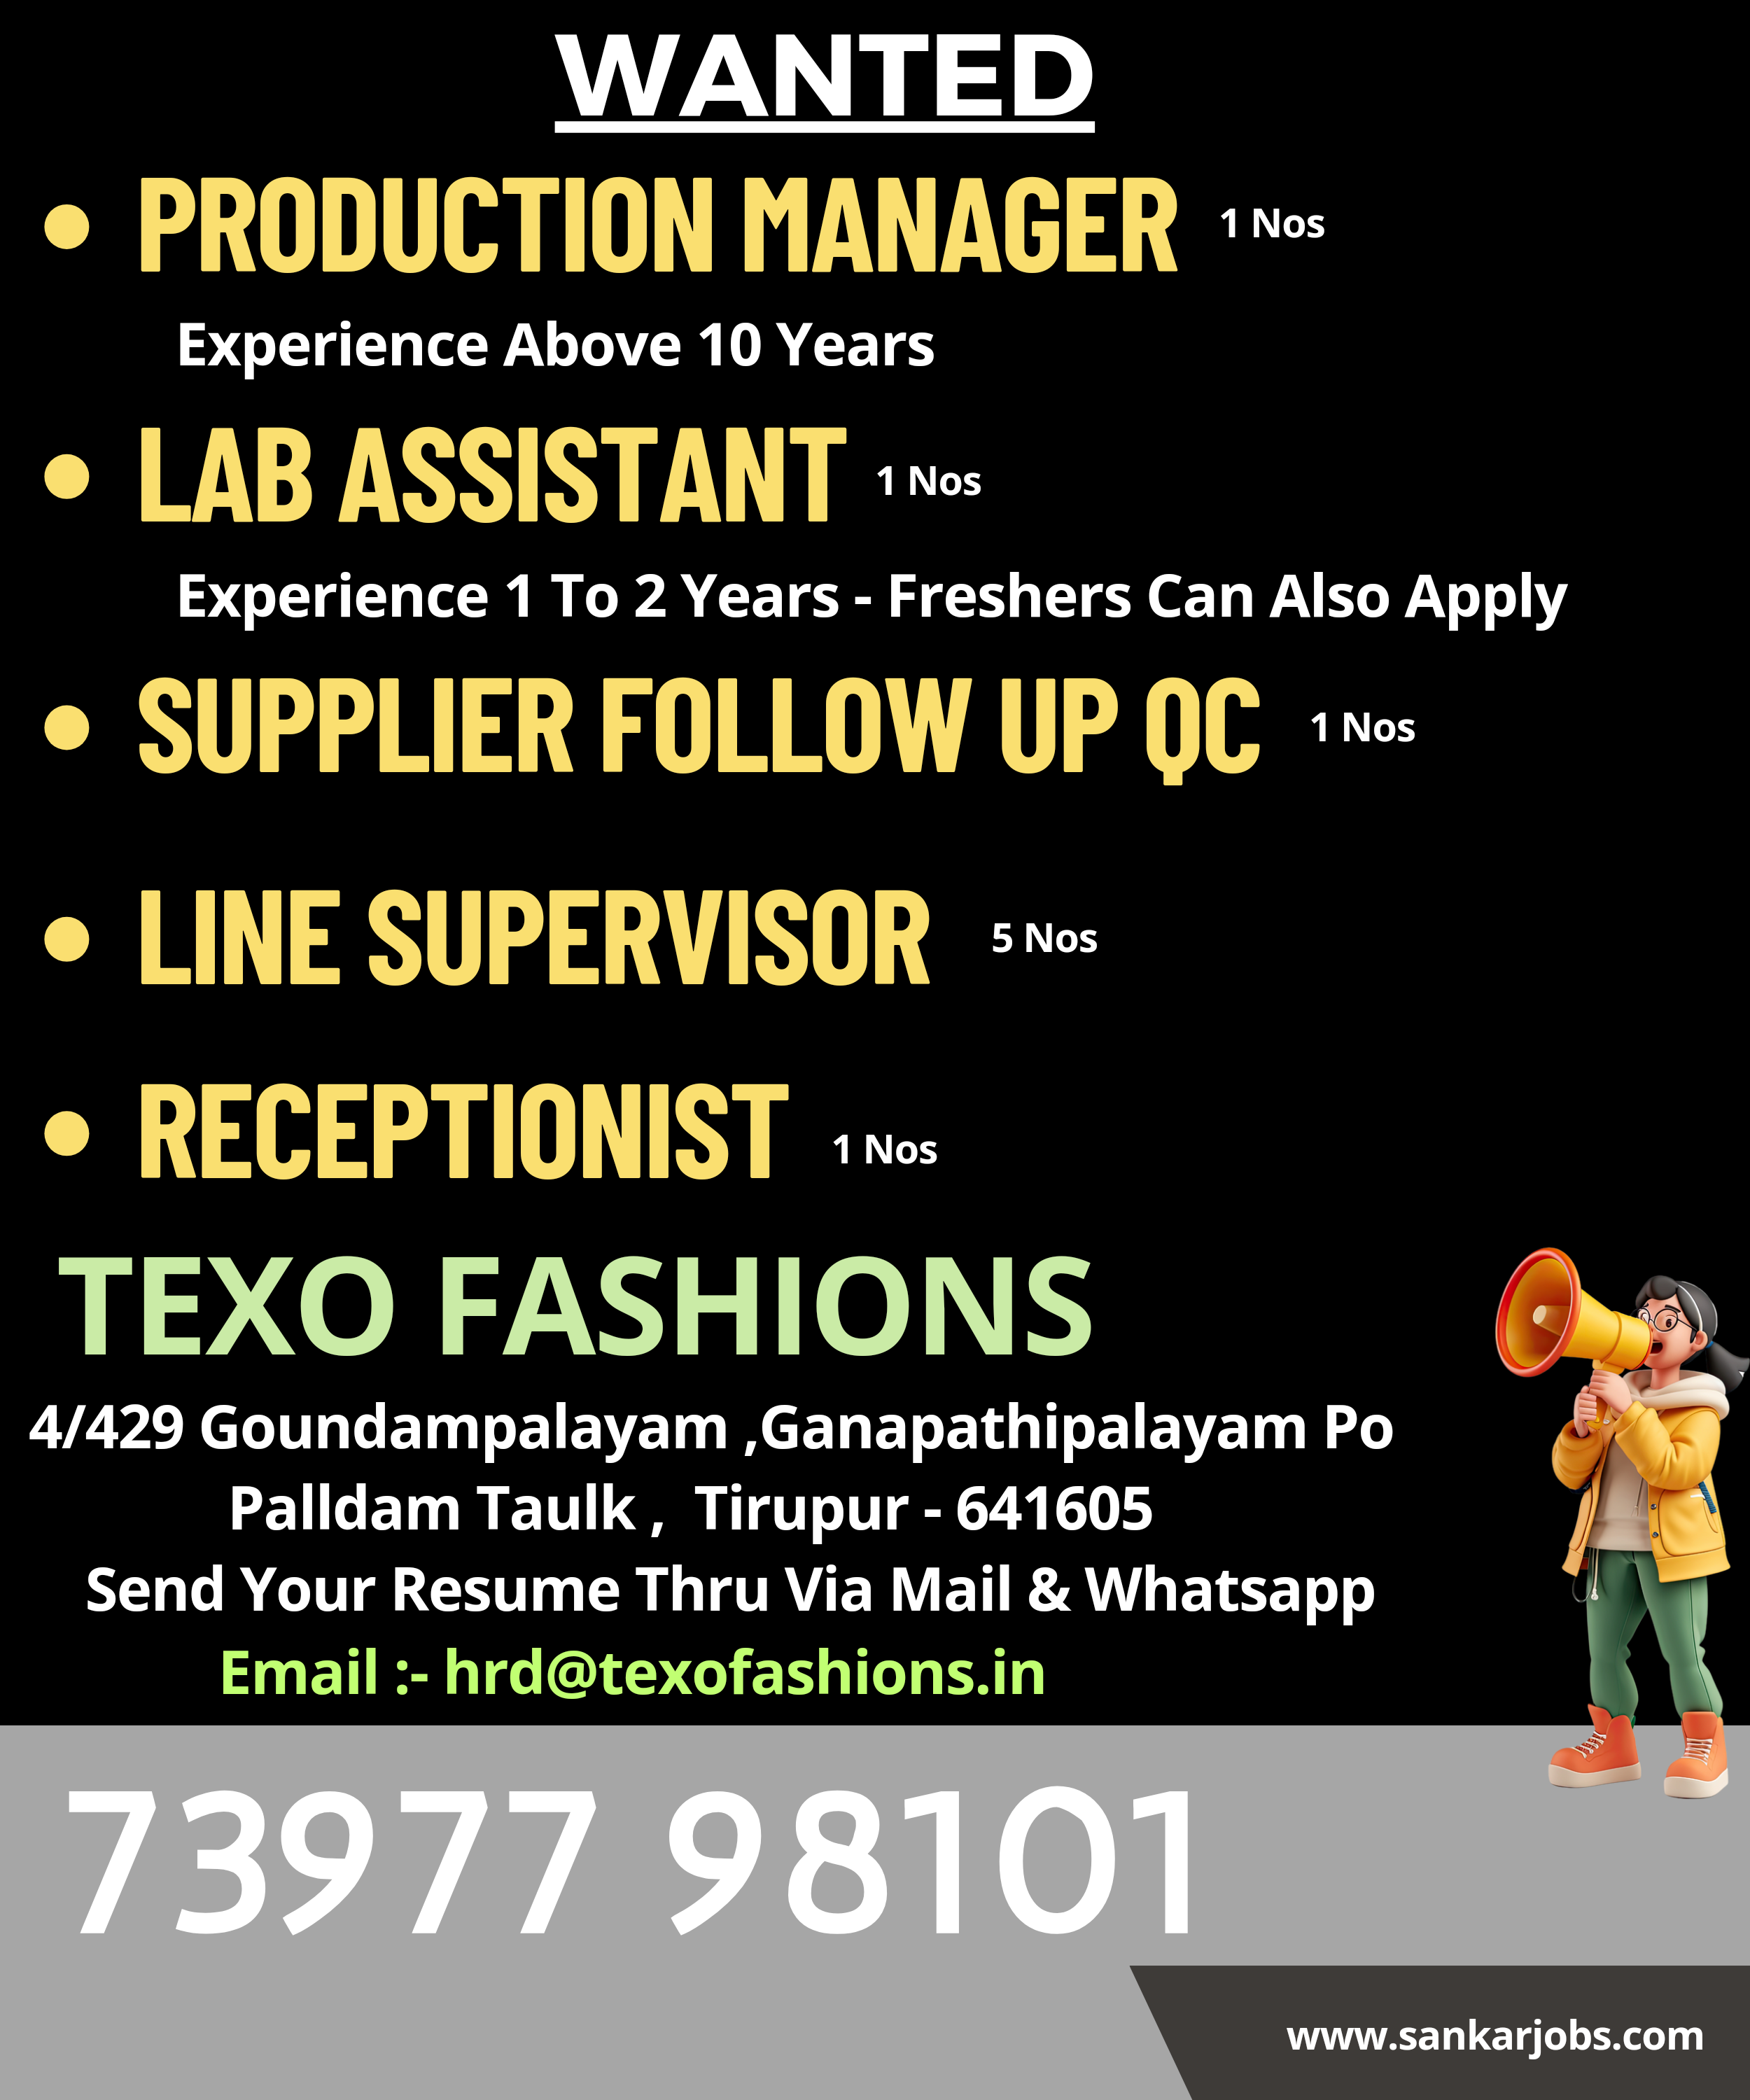 WANTED
PRODUCTION MANAGER 1 Nos
Experience Above 10 Years
LAB ASSISTANT 1 Nos
Experience 1 To 2 Years - Freshers Can Also Apply
SUPPLIER FOLLOW UP QC 1 Nos
LINE SUPERVISOR 5 Nos
RECEPTIONIST 1 Nos
TEXO FASHIONS
4/429 Goundampalayam ,Ganapathipalayam Po
Palldam Taulk , Tirupur - 641605
Send Your Resume Thru Via Mail & Whatsapp
Email :- hrd@texofashions.in
73977 98101
www.sankarjobs.com